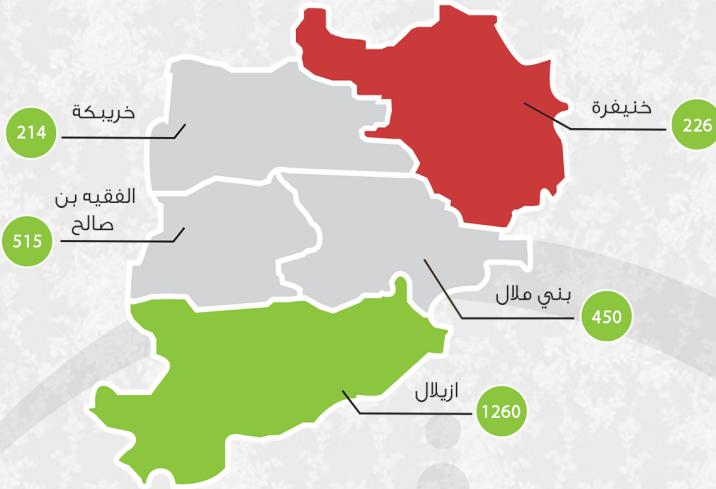 خنيفرة
226
خريبكة
214
الفقيه بن
صالح
515
بني ملال
450
ازيلال
1260